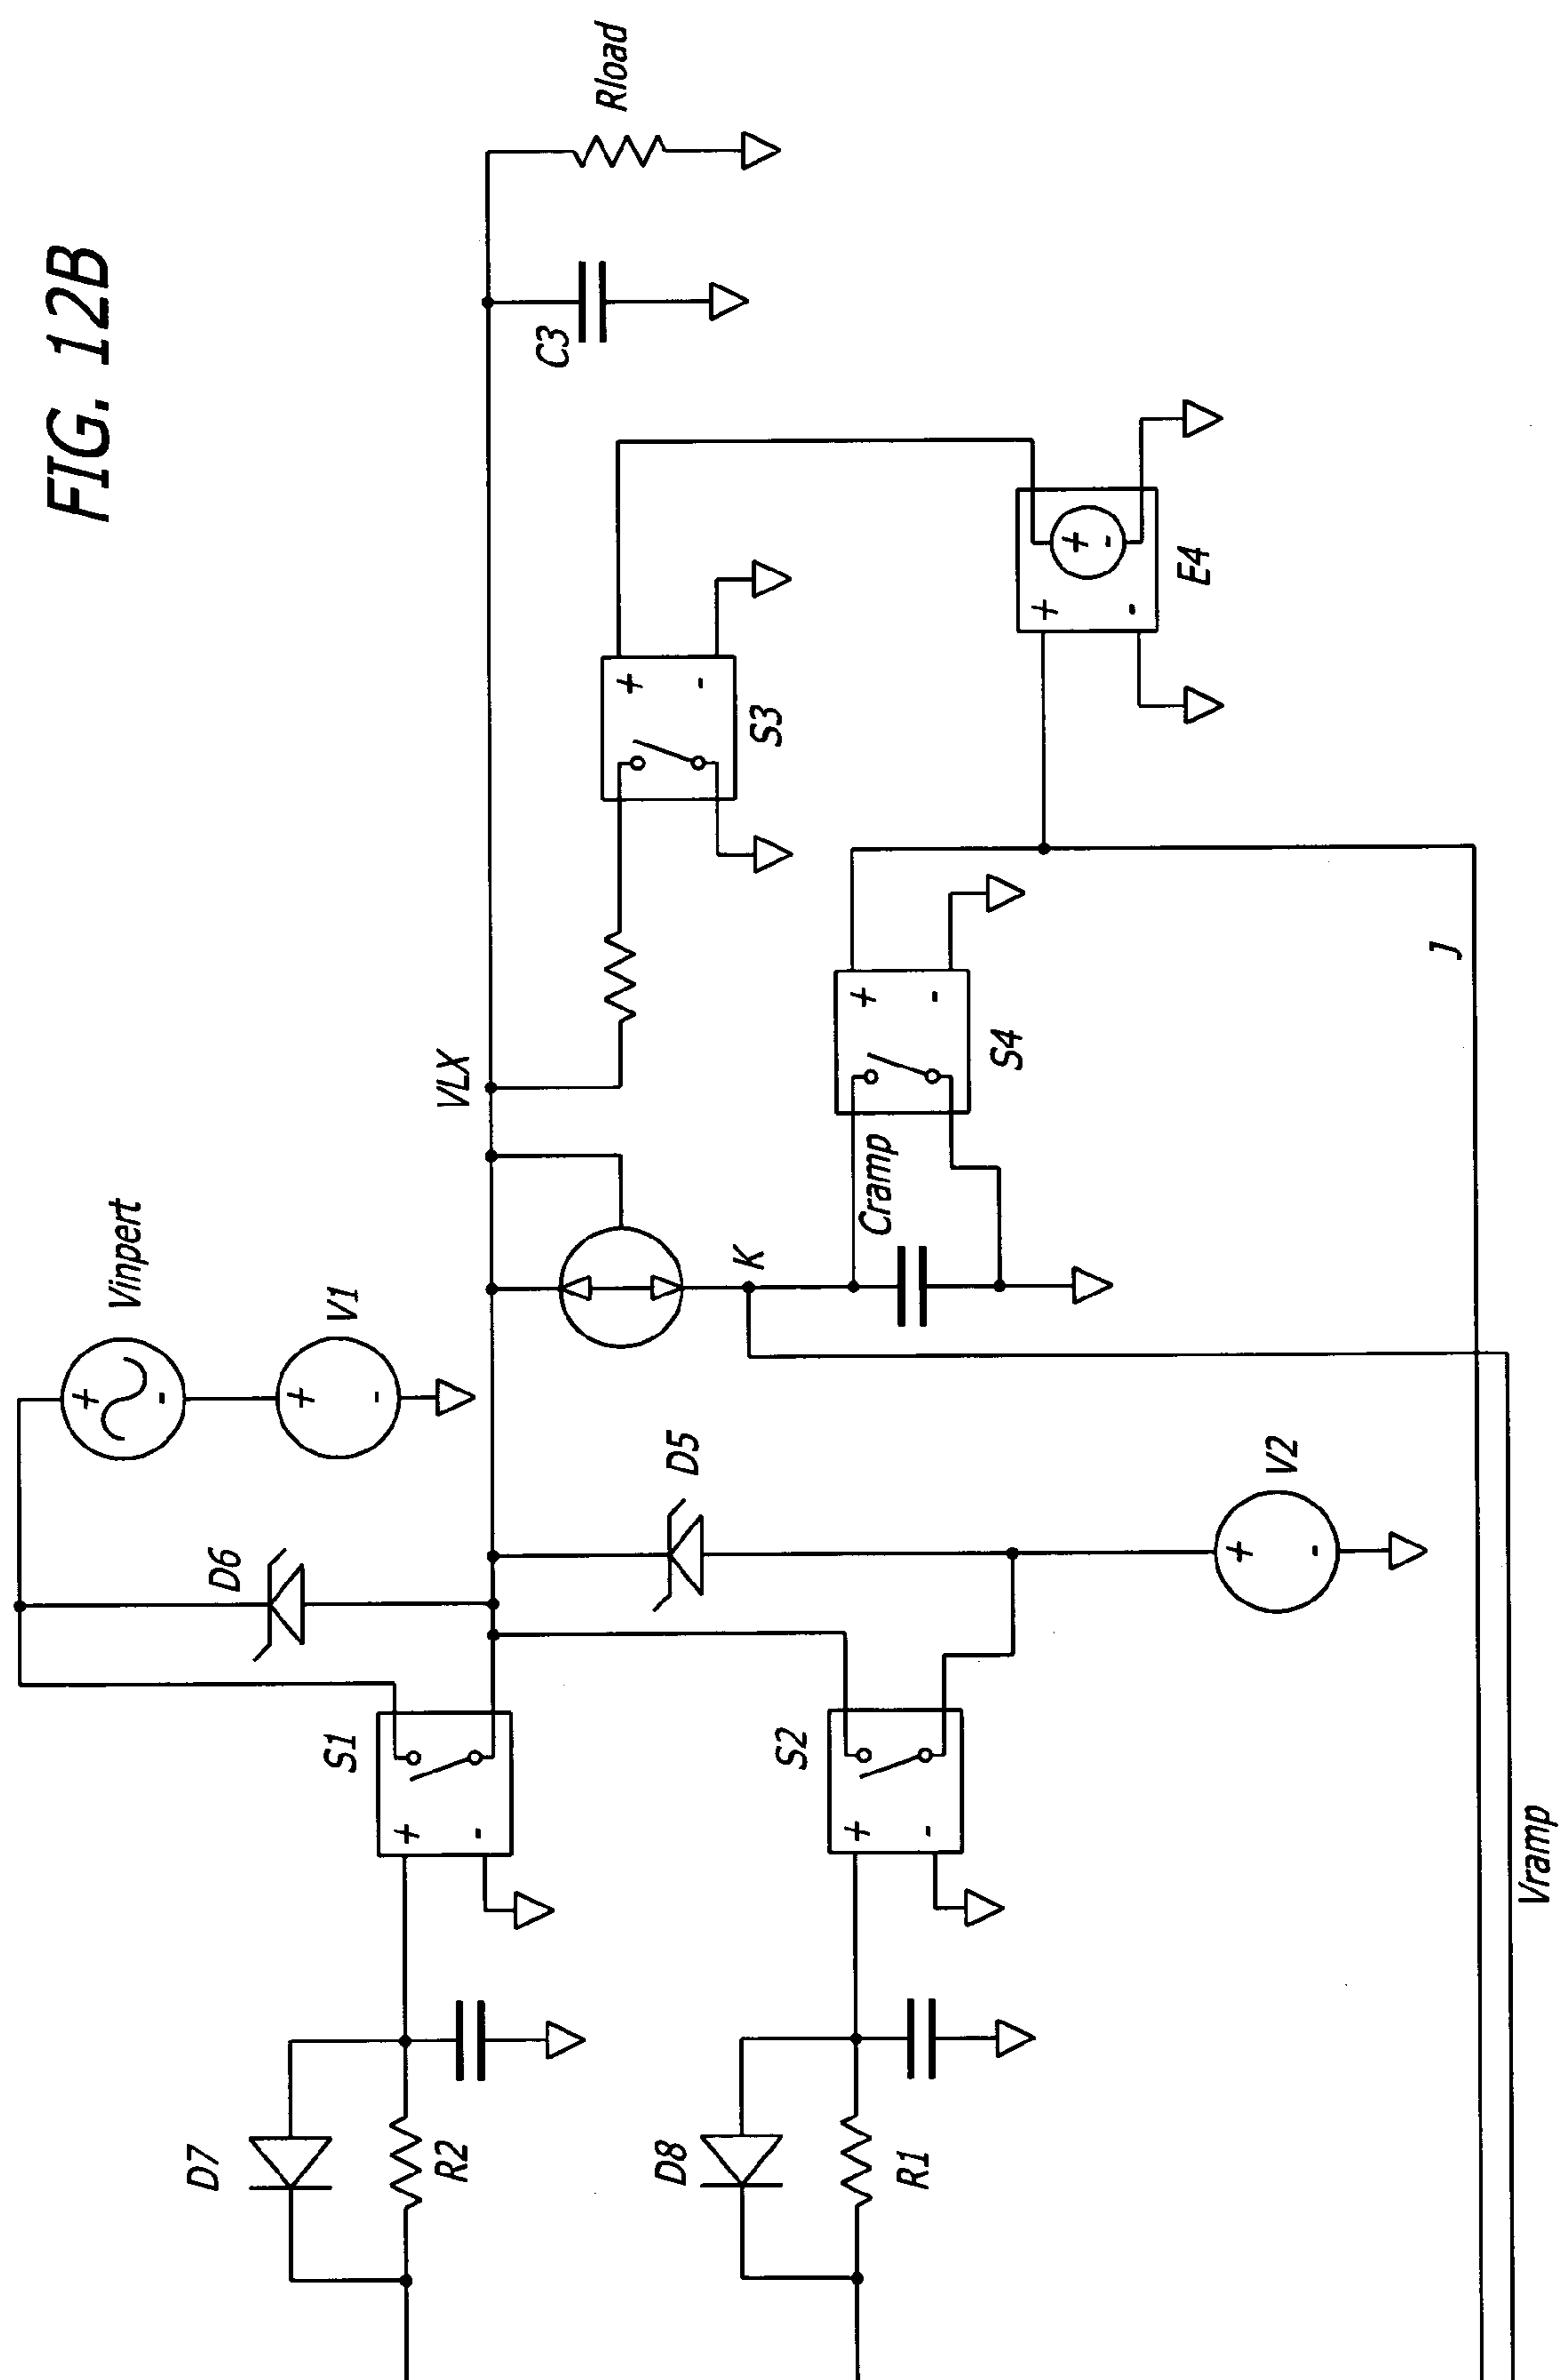 FIG. 12B
Vinpert
V1
D6
S1
D7
R2
VLX
C3
Rload
D5
S2
D8
R1
K
Cramp
S3
S4
E4
V2
J
Vramp
+
-
+
-
+
-
+
-
+
-
+
-
+
-
+
-
+
-